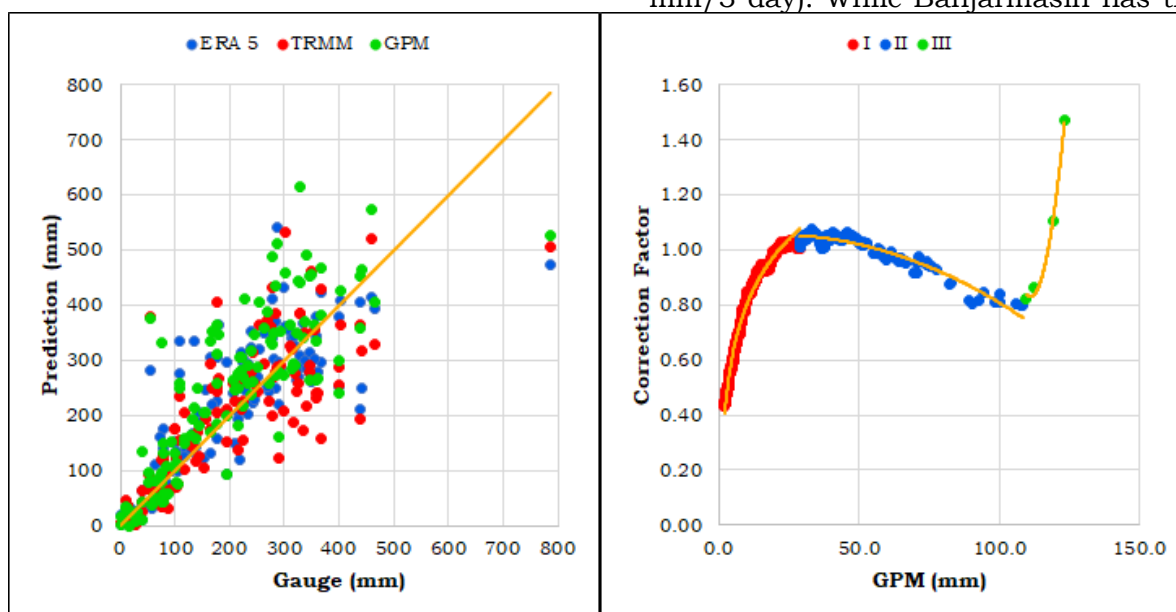 mm/3 day). while Banjarmasin has t
ERA 5 TRMM GPM
800
700
600
500
400
300
200
100
0
Prediction (mm)
0 100 200 300 400 500 600 700 800
Gauge (mm)
I II III
1.60
1.40
1.20
1.00
0.80
0.60
0.40
0.20
0.00
Correction Factor
0.0 50.0 100.0 150.0
GPM (mm)